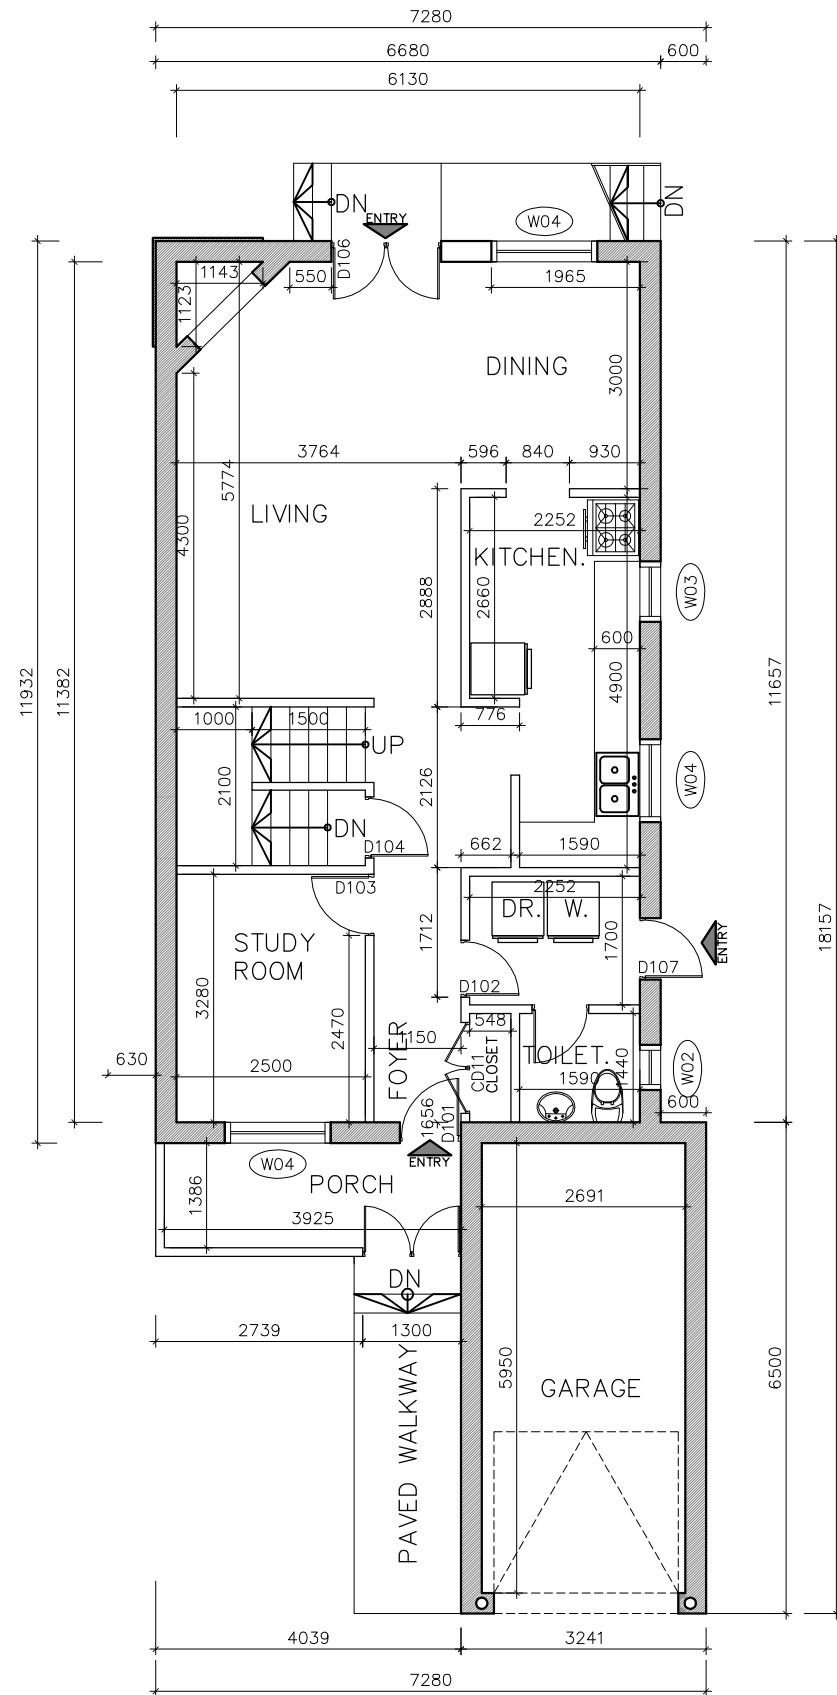 7280
6680
600
6130
DN
ENTRY
W04
DN
D106
1143
550
1965
1123
DINING
3000
3764
596
840
930
5774
LIVING
4300
2252
KITCHEN.
2888
2660
W03
600
4900
11932
11382
11657
1000
1500
UP
776
2100
2126
W04
DN
D104
662
1590
D103
2252
DR.
W.
1712
1700
STUDY
ROOM
ENTRY
18157
D107
D102
3280
2470
548
1150
FOYER
CD11
CLOSET
TOILET.
1440
W02
630
2500
1590
600
1656
D101
ENTRY
W04
PORCH
1386
3925
2691
DN
2739
1300
5950
GARAGE
6500
PAVED WALKWAY
4039
3241
7280